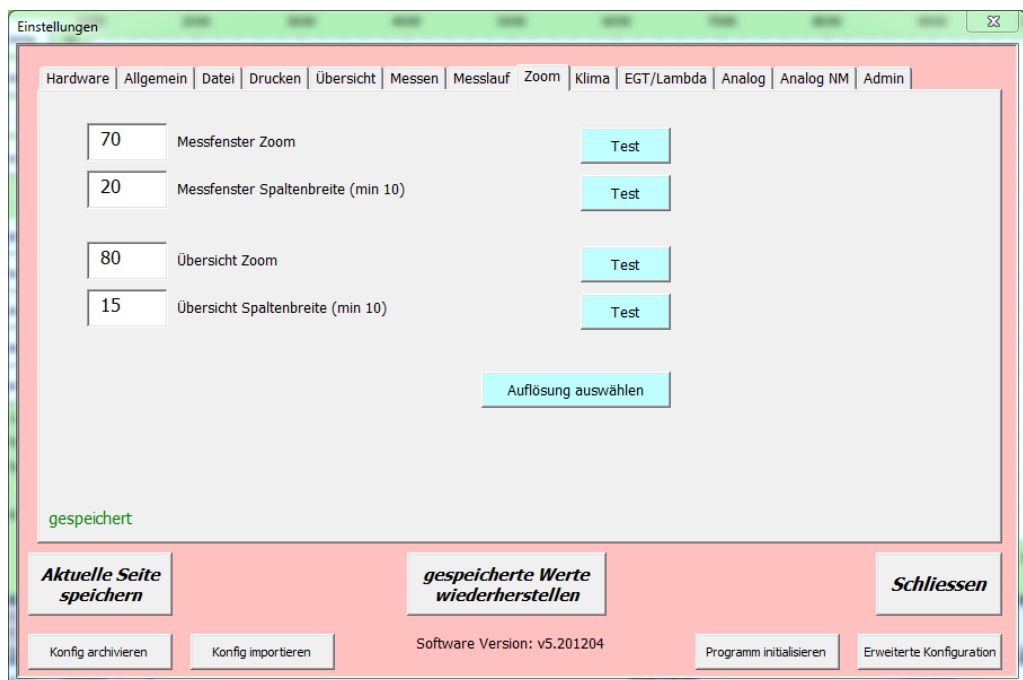 Einstellungen
Hardware Allgemein Datei Drucken Übersicht Messen Messlauf Zoom Klima EGT/Lambda Analog Analog NM Admin
70 Messfenster Zoom Test
20 Messfenster Spaltenbreite (min 10) Test
80 Übersicht Zoom Test
15 Übersicht Spaltenbreite (min 10) Test
Auflösung auswählen
gespeichert
Aktuelle Seite
speichern
gespeicherte Werte
wiederherstellen
Schliessen
Konfig archivieren Konfig importieren Software Version: v5.201204 Programm initialisieren Erweiterte Konfiguration